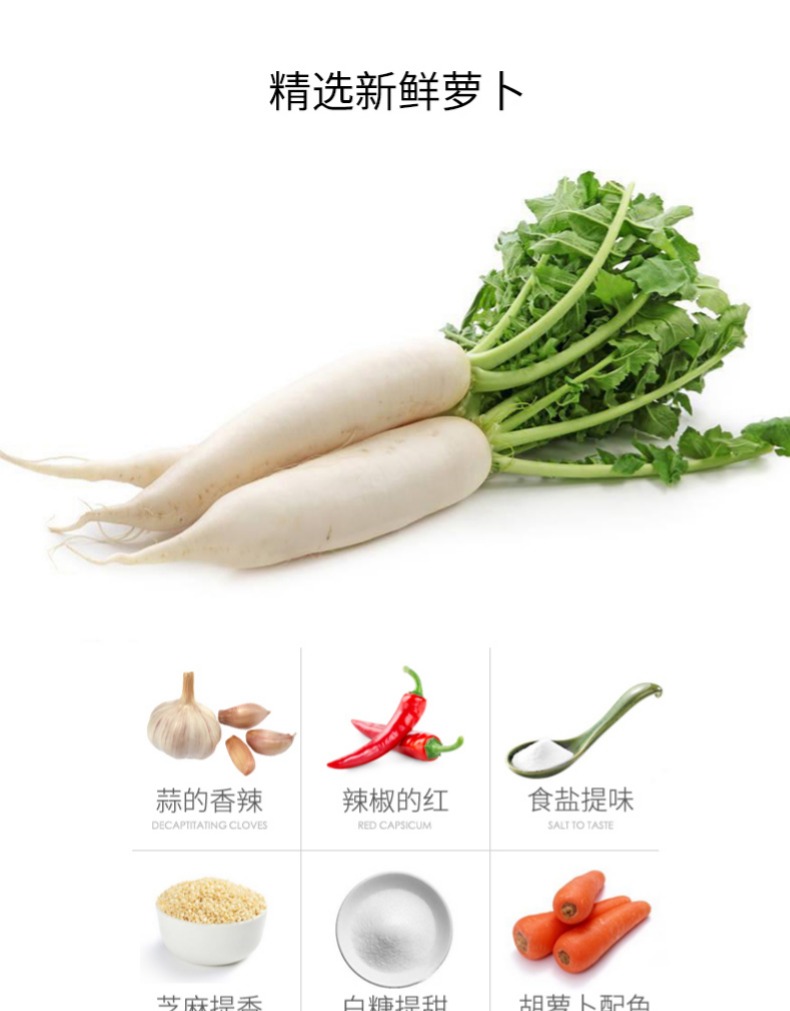 精选新鲜萝卜
蒜的香辣
辣椒的红
食盐提味
DECAPTITATING CLOVES
RED CAPSICUM
SALT TO TASTE
芝麻提香
白糖提甜
胡萝卜配色